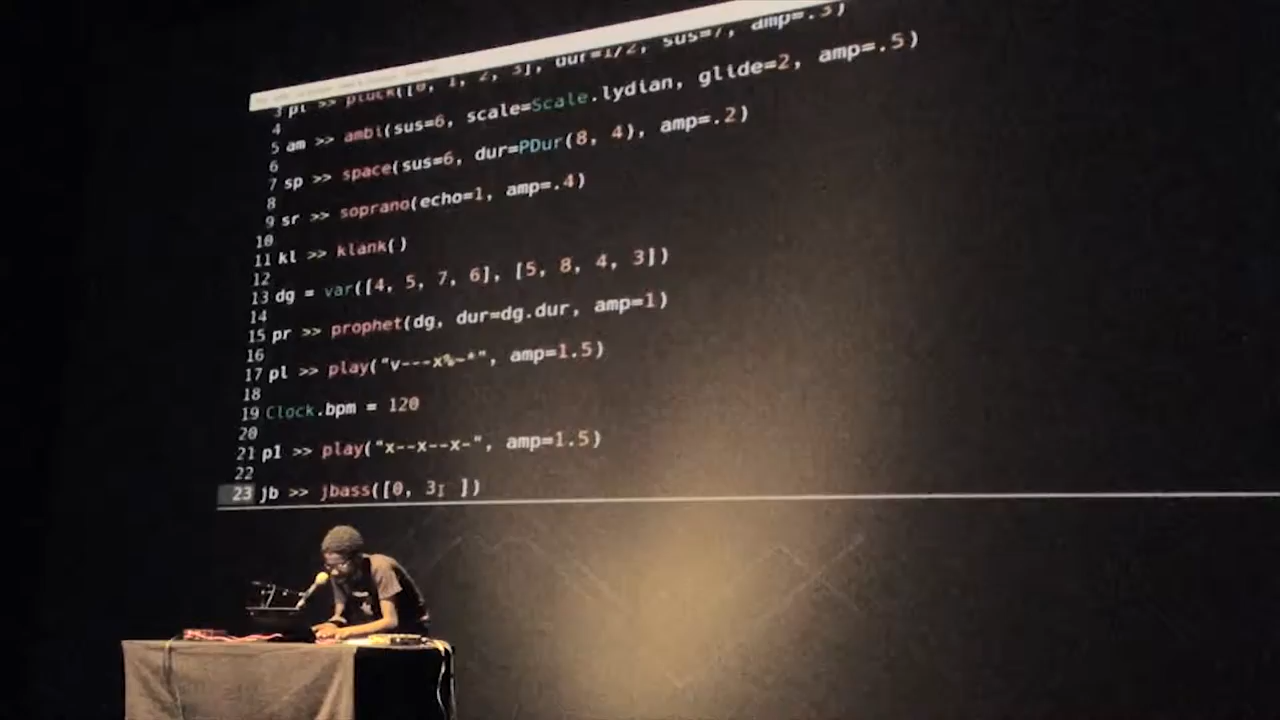 3 pl >> pluck([0, 1, 2, 3], dur=1/2, sus=7, amp=.3)
4
5 am >> ambi(sus=6, scale=Scale.lydian, glide=2, amp=.5)
6
7 sp >> space(sus=6, dur=PDur(8, 4), amp=.2)
8
9 sr >> soprano(echo=1, amp=.4)
10
11 kl >> klank()
12
13 dg = var([4, 5, 7, 6], [5, 8, 4, 3])
14
15 pr >> prophet(dg, dur=dg.dur, amp=1)
16
17 pl >> play("v---x%~*", amp=1.5)
18
19 Clock.bpm = 120
20
21 p1 >> play("x--x--x-", amp=1.5)
22
23 jb >> jbass([0, 3, ])